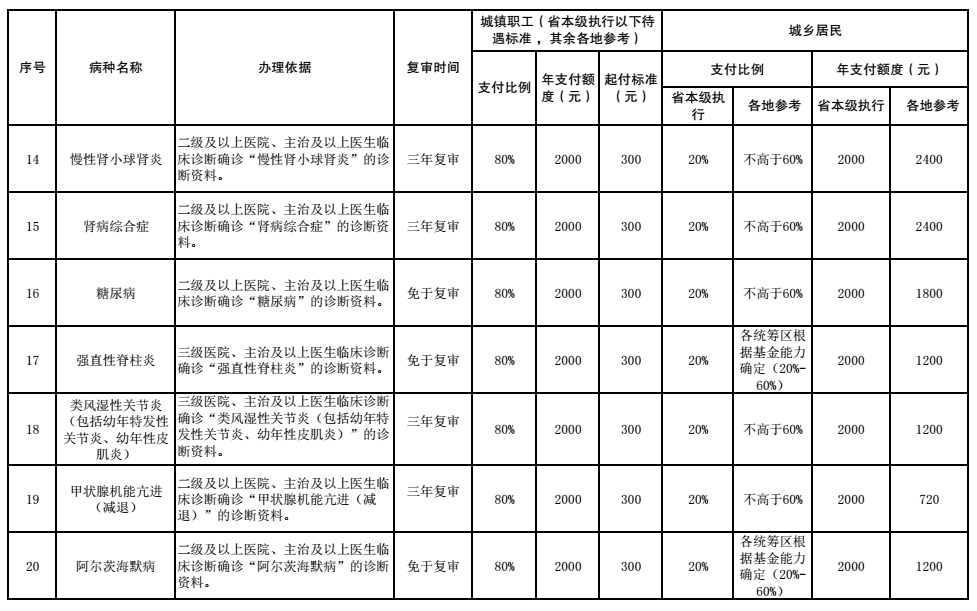 序号
病种名称
办理依据
复审时间
城镇职工（省本级执行以下待
遇标准，其余各地参考）
城乡居民
支付比例
年支付额
度（元）
起付标准
（元）
支付比例
年支付额度（元）
省本级执
行
各地参考
省本级执行
各地参考
14
慢性肾小球肾炎
二级及以上医院、主治及以上医生临
床诊断确诊“慢性肾小球肾炎”的诊
断资料。
三年复审
80%
2000
300
20%
不高于60%
2000
2400
15
肾病综合症
二级及以上医院、主治及以上医生临
床诊断确诊“肾病综合症”的诊断资
料。
三年复审
80%
2000
300
20%
不高于60%
2000
2400
16
糖尿病
二级及以上医院、主治及以上医生临
床诊断确诊“糖尿病”的诊断资料。
免于复审
80%
2000
300
20%
不高于60%
2000
1800
17
强直性脊柱炎
三级医院、主治及以上医生临床诊断
确诊“强直性脊柱炎”的诊断资料。
免于复审
80%
2000
300
20%
各统筹区根
据基金能力
确定（20%-
60%）
2000
1200
18
类风湿性关节炎
（包括幼年特发性
关节炎、幼年性皮
肌炎）
三级医院、主治及以上医生临床诊断
确诊“类风湿性关节炎（包括幼年特
发性关节炎、幼年性皮肌炎）”的诊
断资料。
三年复审
80%
2000
300
20%
不高于60%
2000
1200
19
甲状腺机能亢进
（减退）
二级及以上医院、主治及以上医生临
床诊断确诊“甲状腺机能亢进（减
退）”的诊断资料。
三年复审
80%
2000
300
20%
不高于60%
2000
720
20
阿尔茨海默病
二级及以上医院、主治及以上医生临
床诊断确诊“阿尔茨海默病”的诊断
资料。
免于复审
80%
2000
300
20%
各统筹区根
据基金能力
确定（20%-
60%）
2000
1200